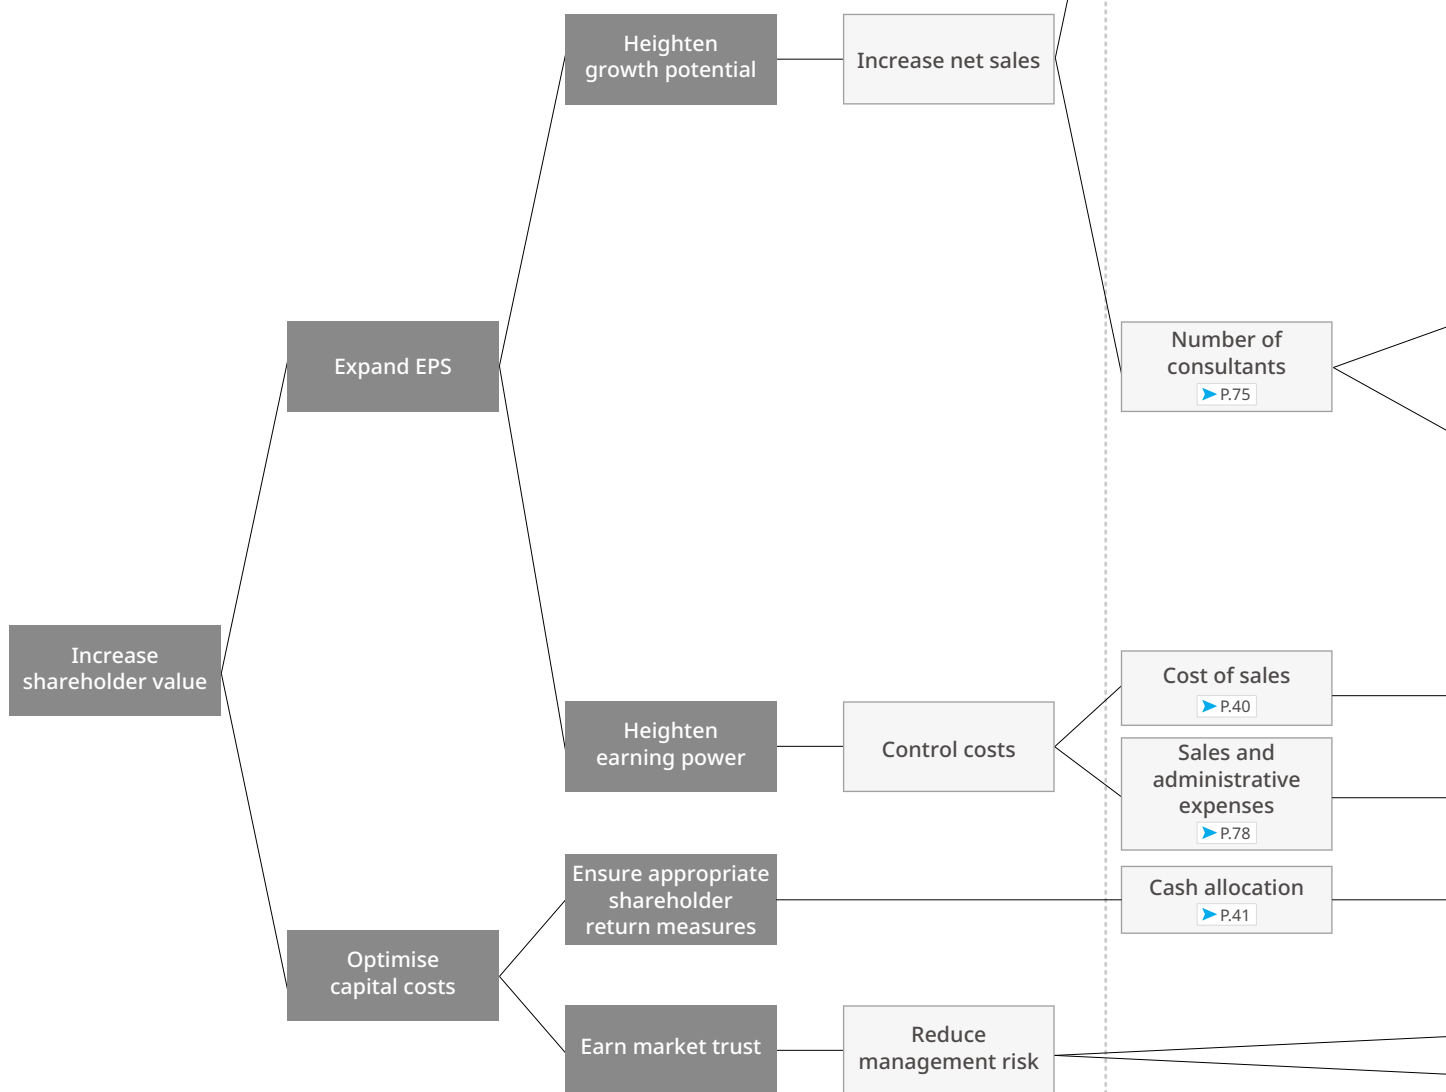 Heighten
growth potential
Increase net sales
Expand EPS
Number of
consultants
P.75
Increase
shareholder value
Heighten
earning power
Control costs
Cost of sales
P.40
Sales and
administrative
expenses
P.78
Ensure appropriate
shareholder
return measures
Cash allocation
P.41
Optimise
capital costs
Earn market trust
Reduce
management risk